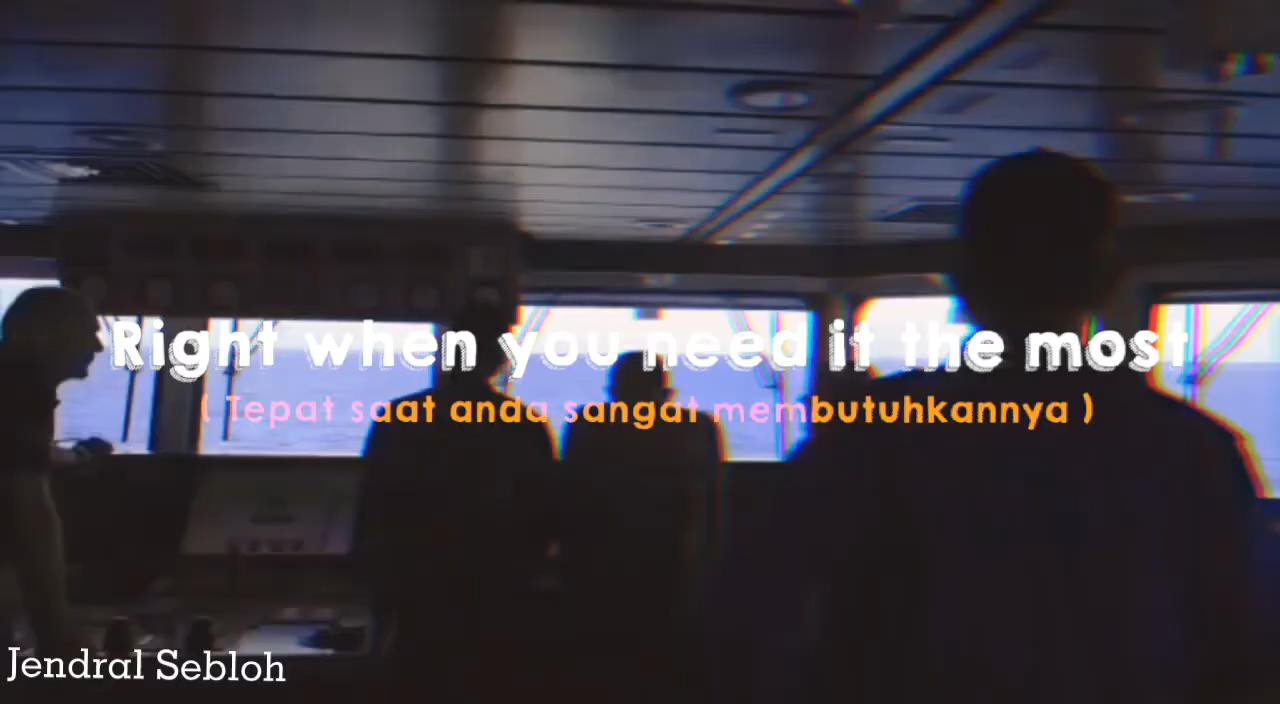 Right when you need it the most
( Tepat saat anda sangat membutuhkannya )
Jendral Sebloh